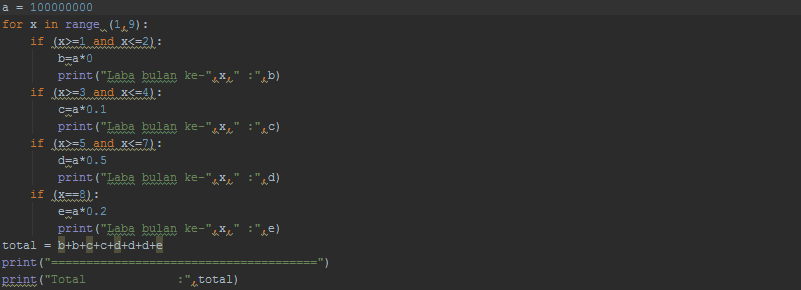 a = 100000000
for x in range (1,9):
    if (x>=1 and x<=2):
        b=a*0
        print("Laba bulan ke-",x," :",b)
    if (x>=3 and x<=4):
        c=a*0.1
        print("Laba bulan ke-",x," :",c)
    if (x>=5 and x<=7):
        d=a*0.5
        print("Laba bulan ke-",x," :",d)
    if (x==8):
        e=a*0.2
        print("Laba bulan ke-",x," :",e)
total = b+b+c+c+d+d+d+e
print("======================================")
print("Total             :",total)